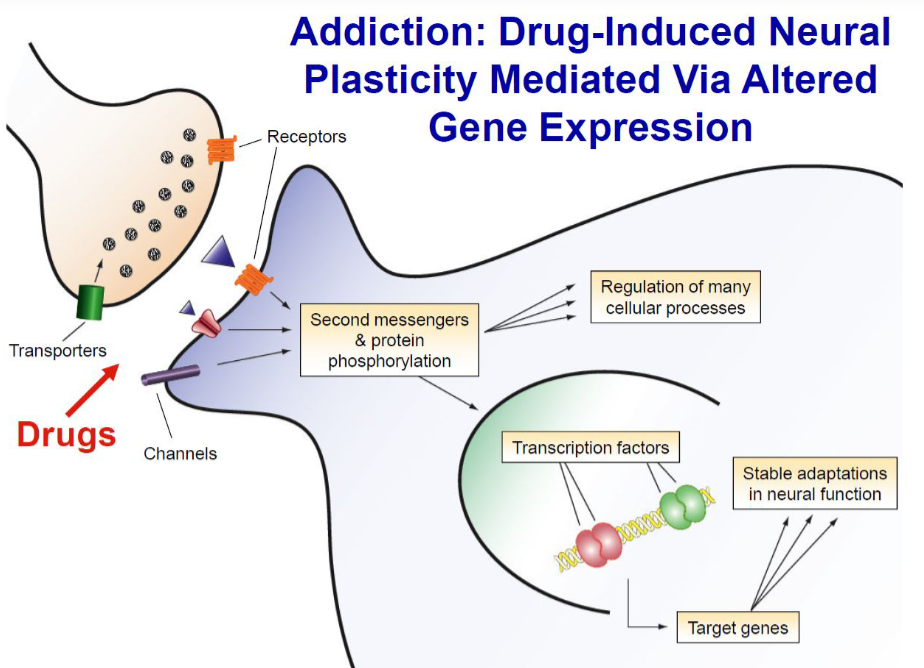 Addiction: Drug-Induced Neural
Plasticity Mediated Via Altered
Gene Expression
Receptors
Transporters
Drugs
Channels
Second messengers
& protein
phosphorylation
Regulation of many
cellular processes
Transcription factors
Stable adaptations
in neural function
Target genes